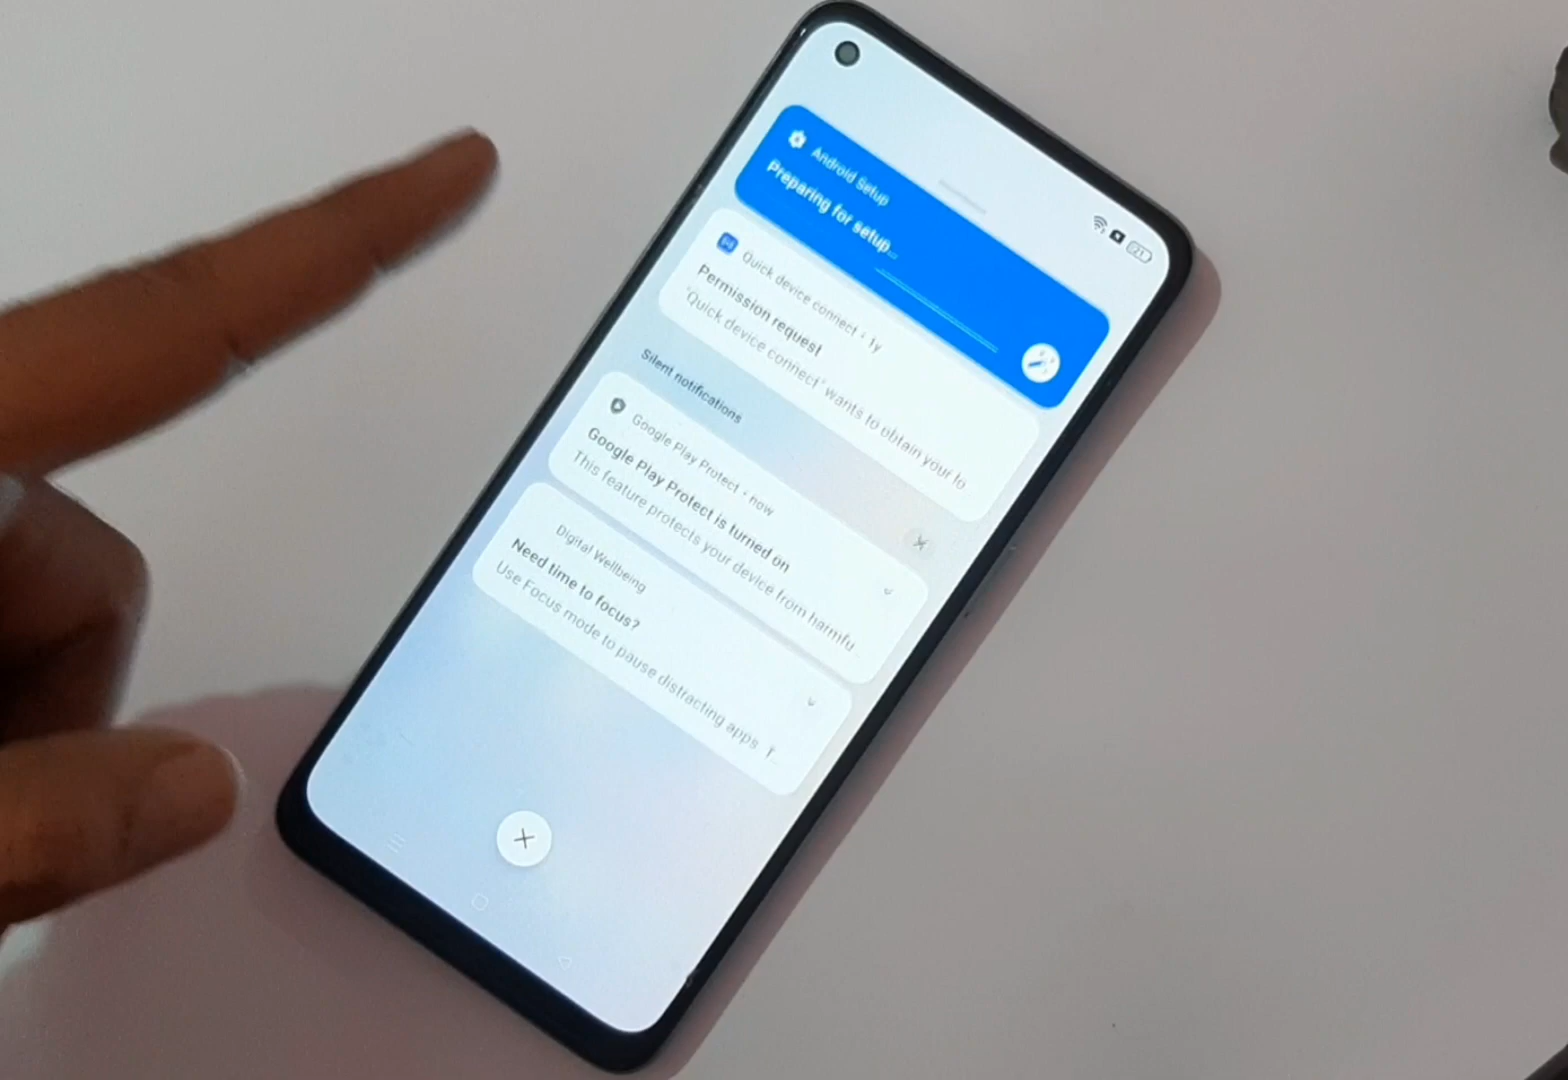 21
Android Setup
Preparing for setup...
Quick device connect • 1y
Permission request
"Quick device connect" wants to obtain your lo...
Silent notifications
Google Play Protect • now
Google Play Protect is turned on
This feature protects your device from harmfu...
Digital Wellbeing
Need time to focus?
Use Focus mode to pause distracting apps. T...